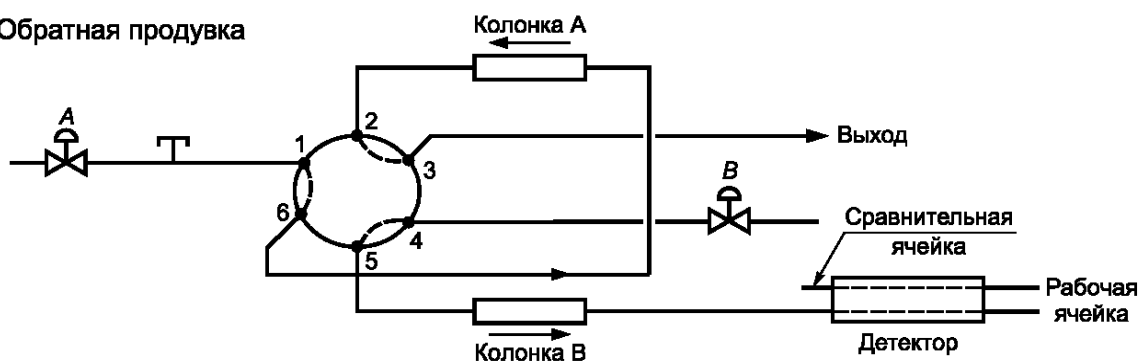 Обратная продувка
Колонка A
A
2
1
3
Выход
B
6
4
Сравнительная
ячейка
5
Рабочая
ячейка
Колонка B
Детектор